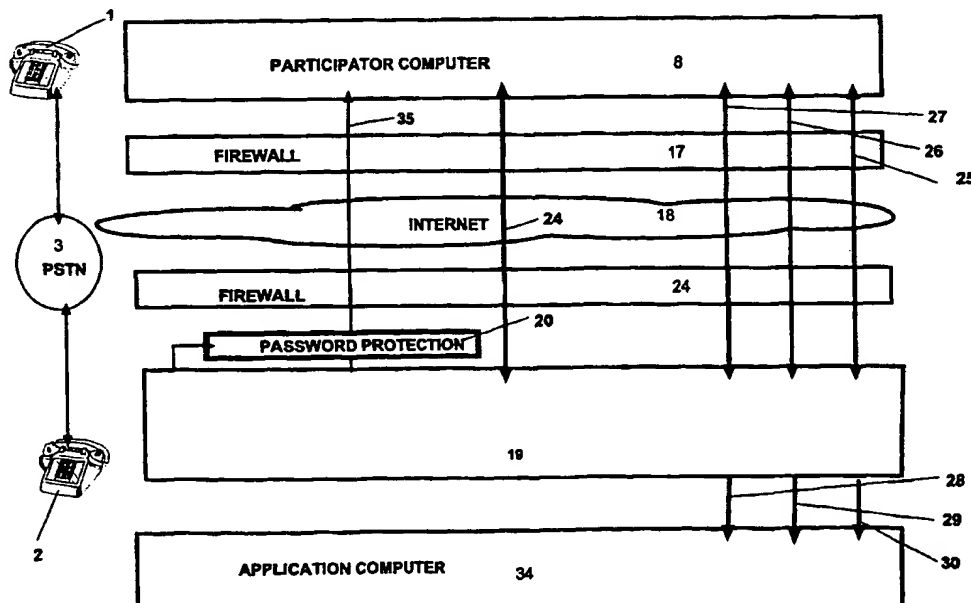 1
PARTICIPATOR COMPUTER 8
35
27
FIREWALL 17
26
25
INTERNET 24 18
3
PSTN
FIREWALL 24
20
PASSWORD PROTECTION
19
28
29
2
30
APPLICATION COMPUTER 34